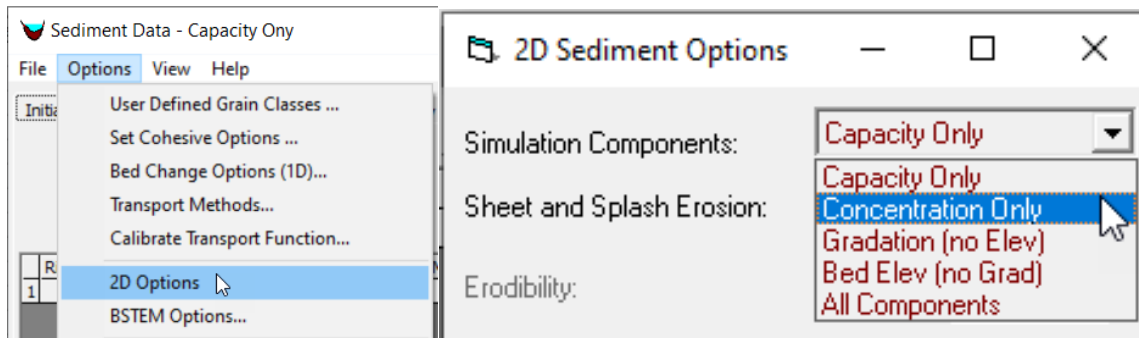 Sediment Data - Capacity Ony
File Options View Help
User Defined Grain Classes ...
Set Cohesive Options ...
Bed Change Options (1D)...
Transport Methods...
Calibrate Transport Function...
2D Options
BSTEM Options...
1
2D Sediment Options
Simulation Components:
Capacity Only
Capacity Only
Concentration Only
Gradation (no Elev)
Bed Elev (no Grad)
All Components
Sheet and Splash Erosion:
Erodibility: